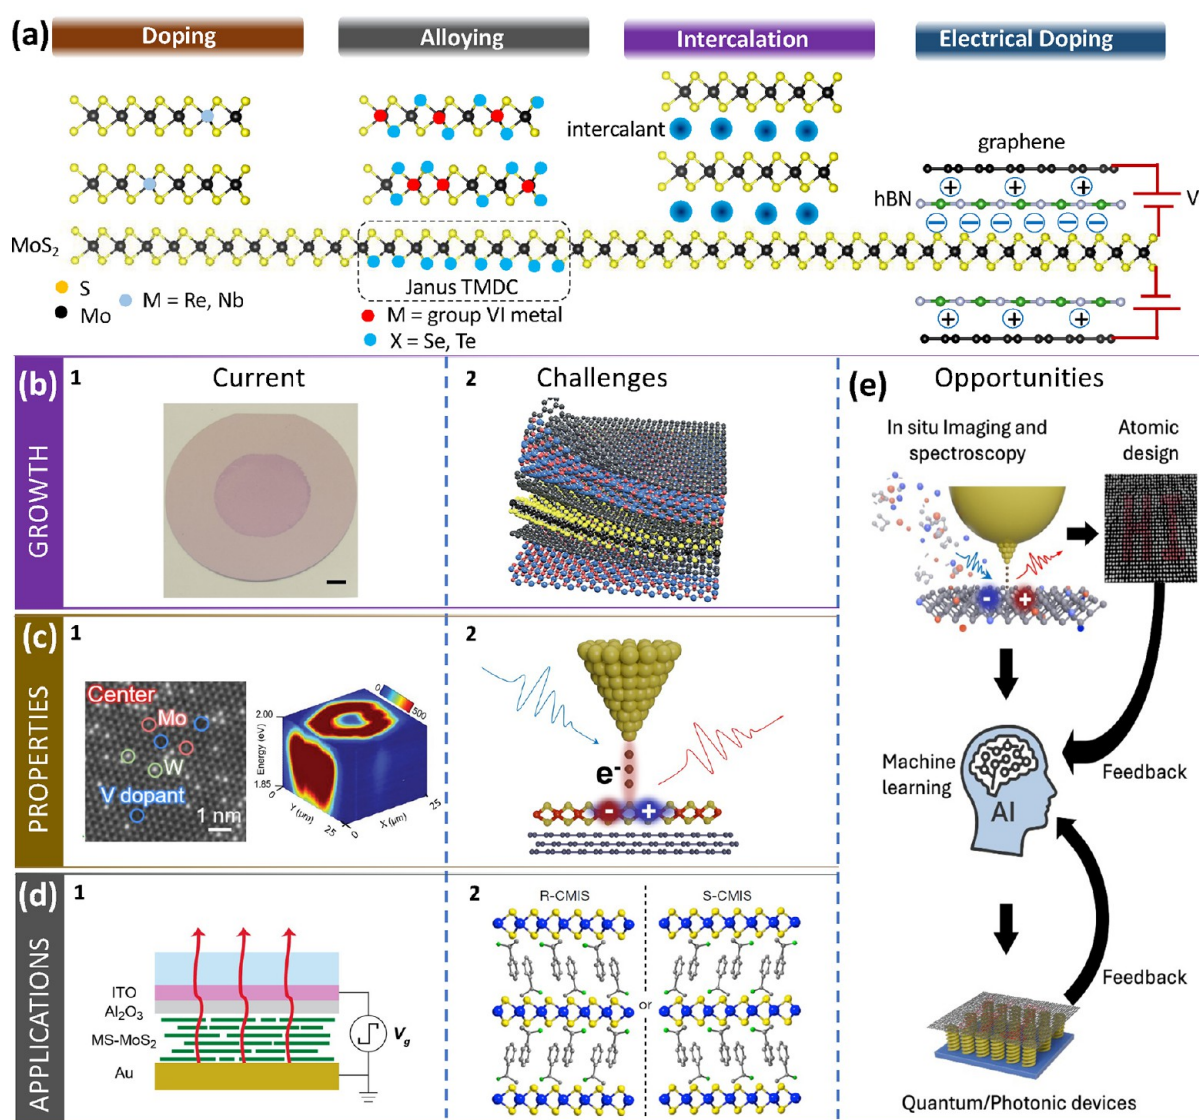 (a)
Doping
Alloying
Intercalation
Electrical Doping
intercalant
graphene
hBN
V
MoS2
S
Mo
M = Re, Nb
Janus TMDC
M = group VI metal
X = Se, Te
(b)
GROWTH
1
Current
2
Challenges
(c)
PROPERTIES
1
Center
Mo
W
V dopant
1 nm
0
500
2.00
Energy (eV)
1.85
0
Y (μm)
25
0
X (μm)
25
2
e-
-
+
(d)
APPLICATIONS
1
ITO
Al2O3
MS-MoS2
Au
Vg
2
R-CMIS
S-CMIS
or
(e)
Opportunities
In situ Imaging and
spectroscopy
Atomic
design
HI
-
+
Machine
learning
AI
Feedback
Feedback
Quantum/Photonic devices